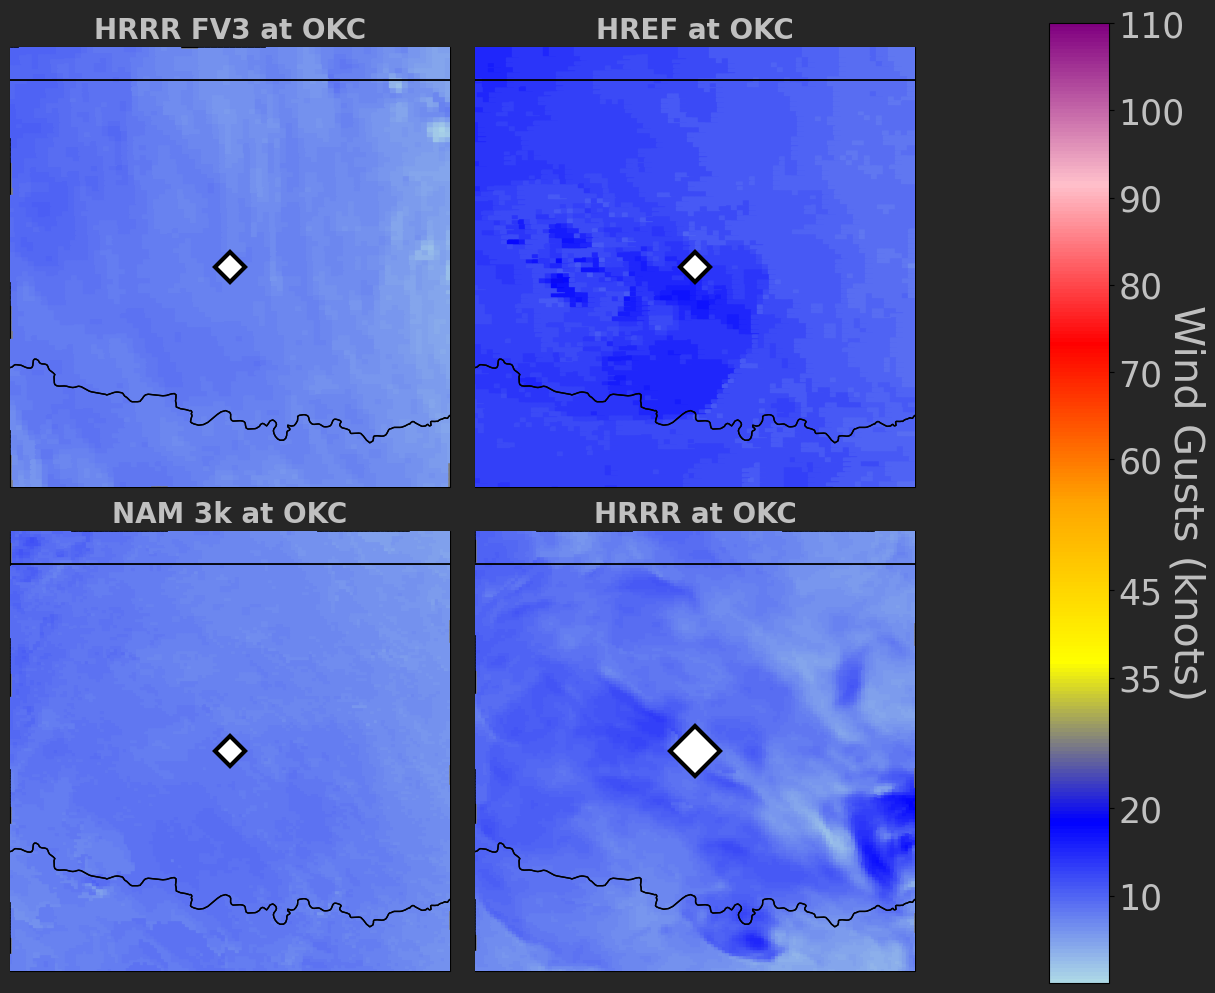 HRRR FV3 at OKC
HREF at OKC
NAM 3k at OKC
HRRR at OKC
110
100
90
80
70
60
45
35
20
10
Wind Gusts (knots)